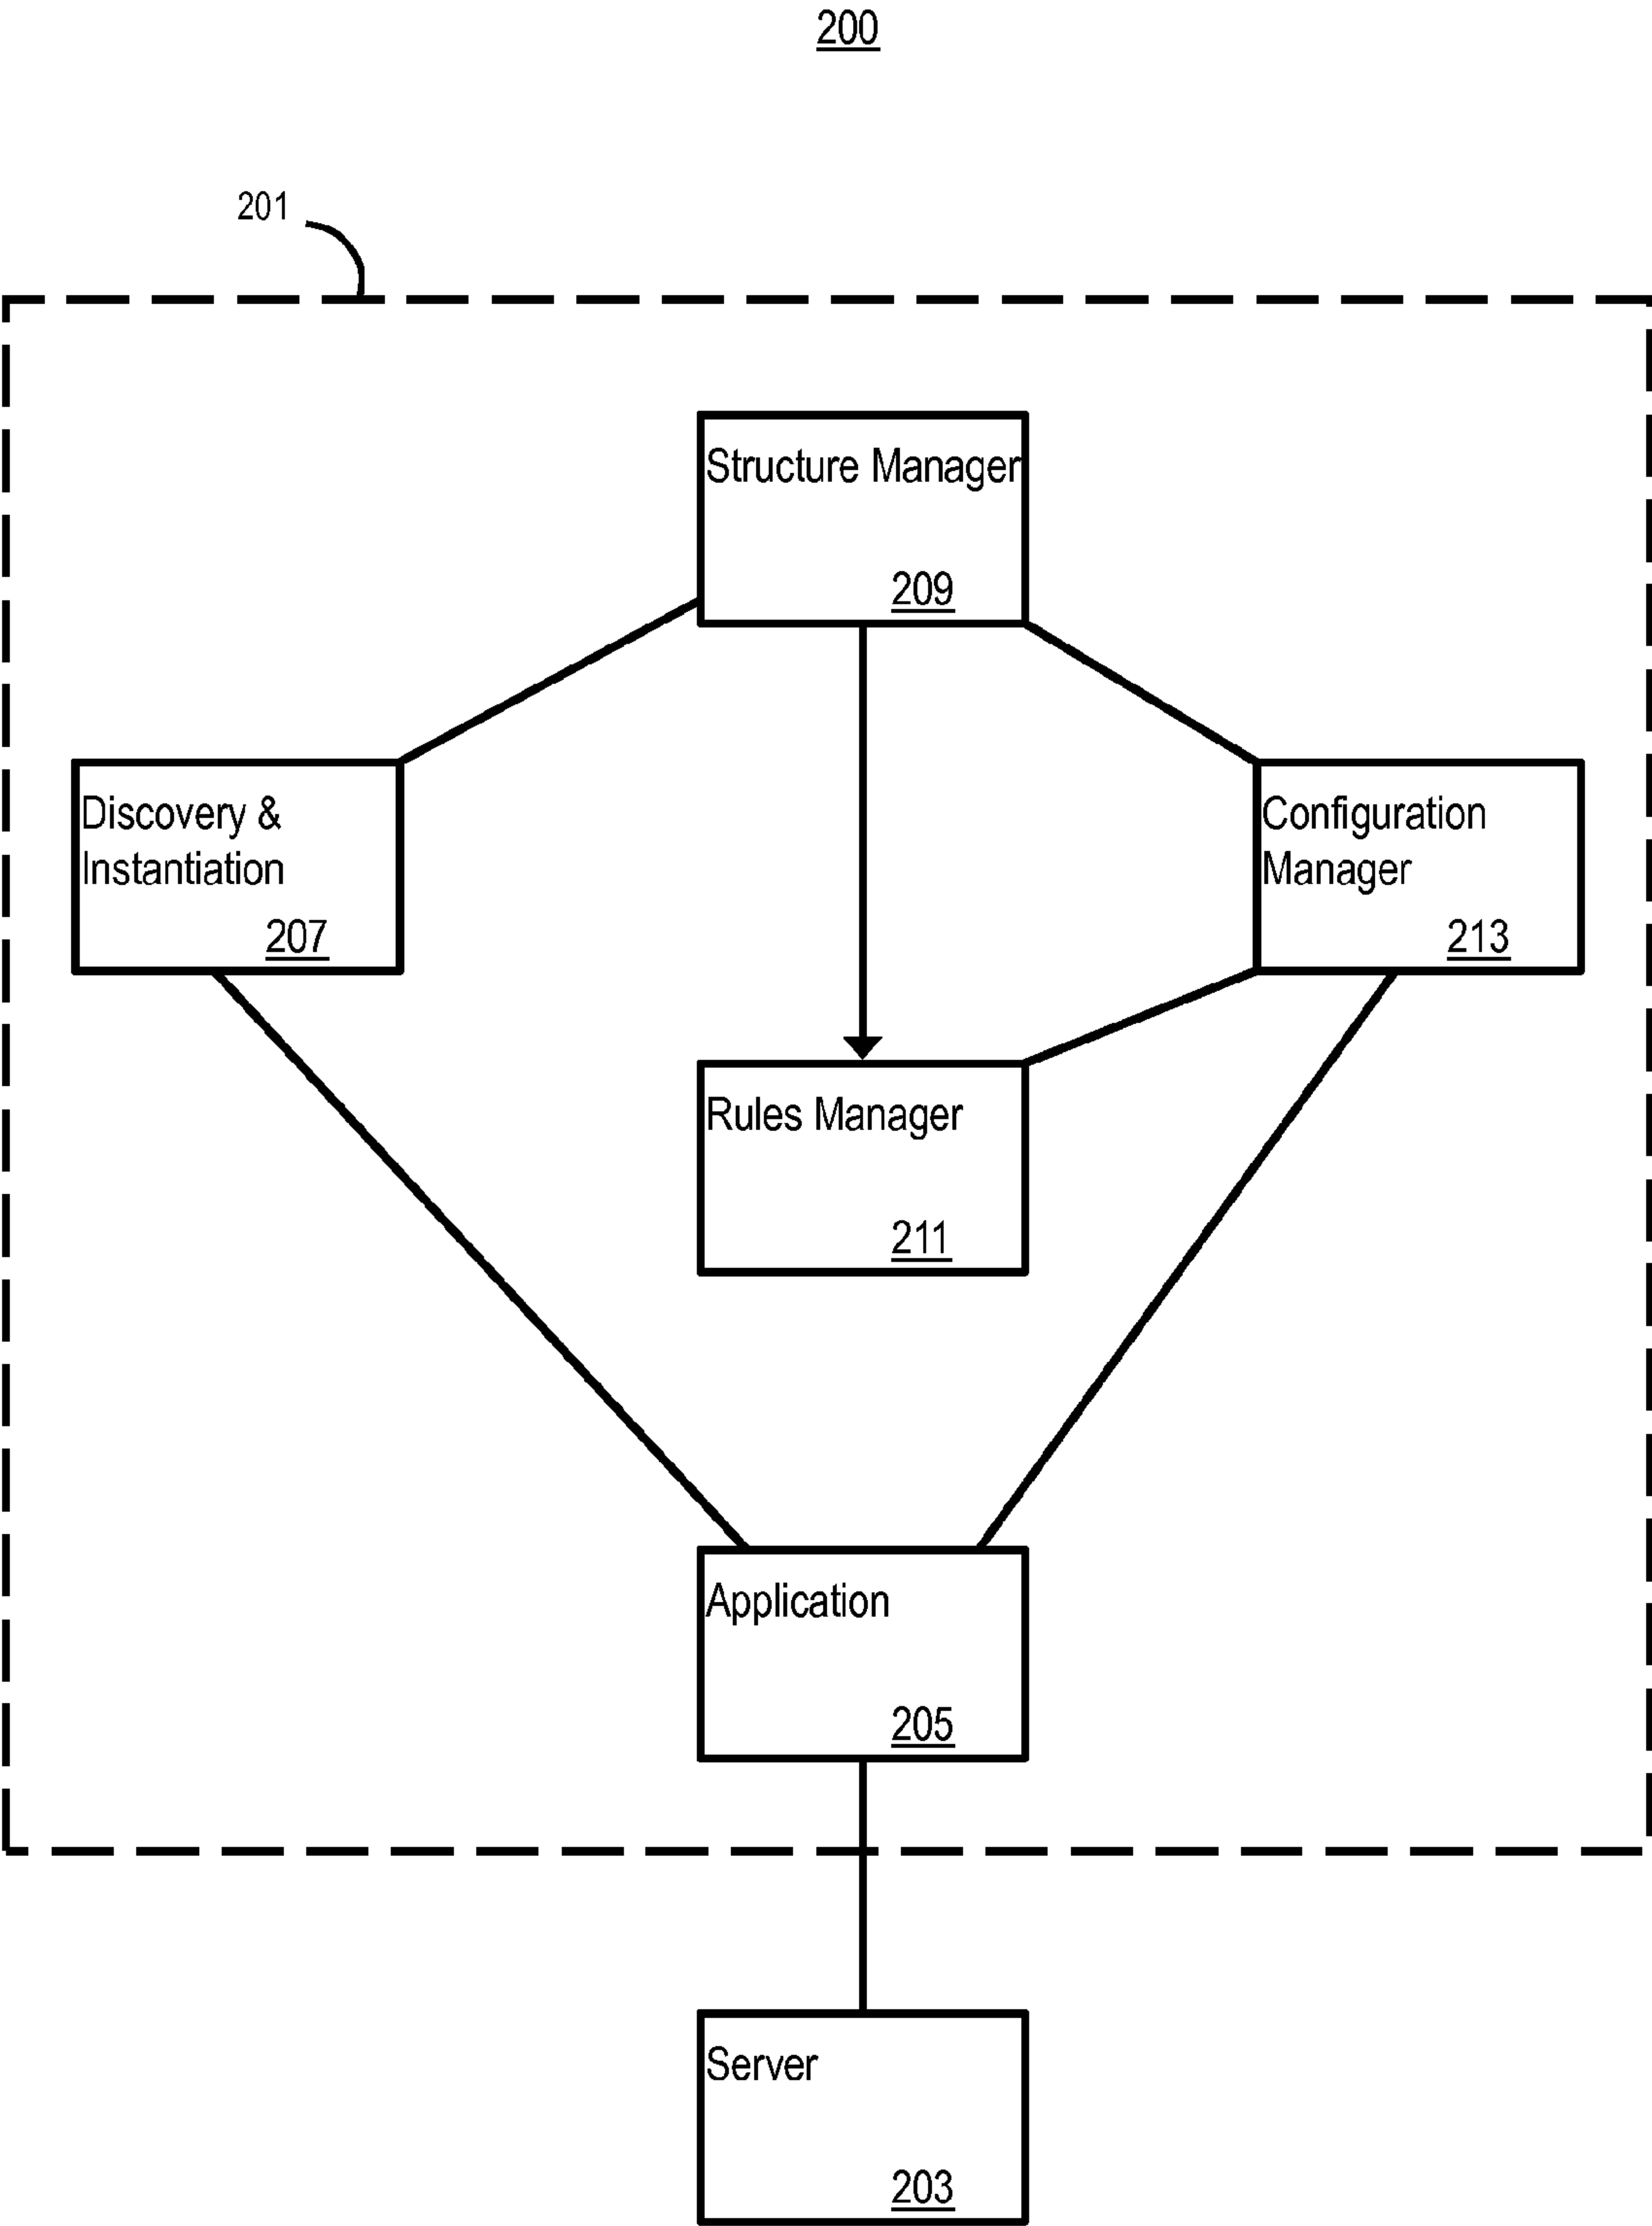 200
201
Structure Manager
209
Discovery &
Instantiation
207
Configuration
Manager
213
Rules Manager
211
Application
205
Server
203